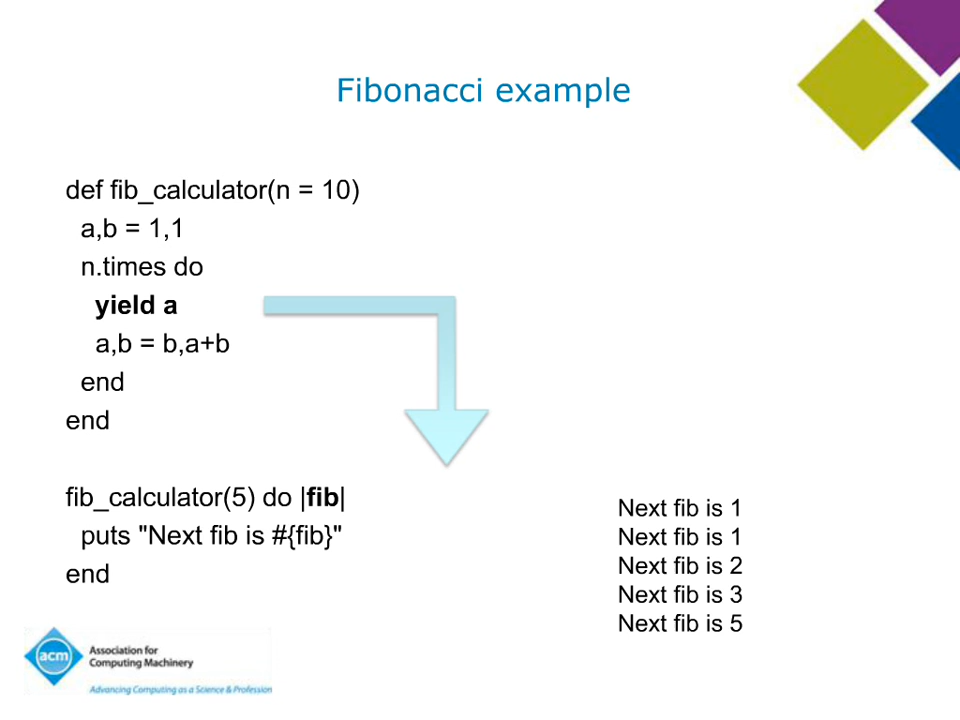 Fibonacci example
def fib_calculator(n = 10)
a,b = 1,1
n.times do
yield a
a,b = b,a+b
end
end
fib_calculator(5) do |fib|
puts "Next fib is #{fib}"
end
Next fib is 1
Next fib is 1
Next fib is 2
Next fib is 3
Next fib is 5
acm
Association for
Computing Machinery
Advancing Computing as a Science & Profession